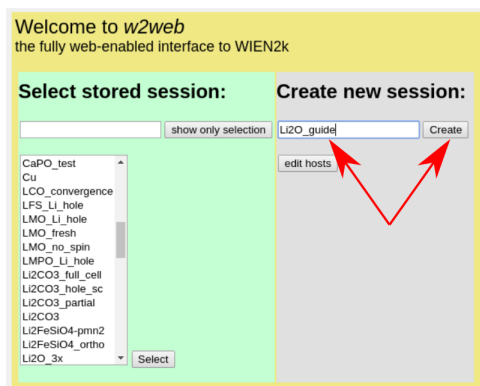 Welcome to w2web
the fully web-enabled interface to WIEN2k
Select stored session:
show only selection
CaPO_test
Cu
LCO_convergence
LFS_Li_hole
LMO_Li_hole
LMO_fresh
LMO_no_spin
LMPO_Li_hole
Li2CO3_full_cell
Li2CO3_hole_sc
Li2CO3_partial
Li2CO3
Li2FeSiO4-pmn2
Li2FeSiO4_ortho
Li2O_3x
Select
Create new session:
Li2O_guide
Create
edit hosts